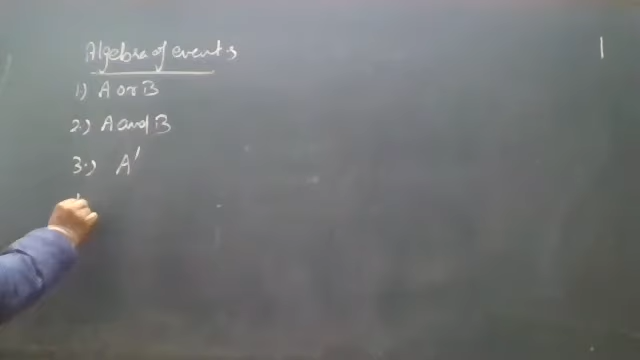 Algebra of events
1) A or B
2.) A and B
3.) A'
1